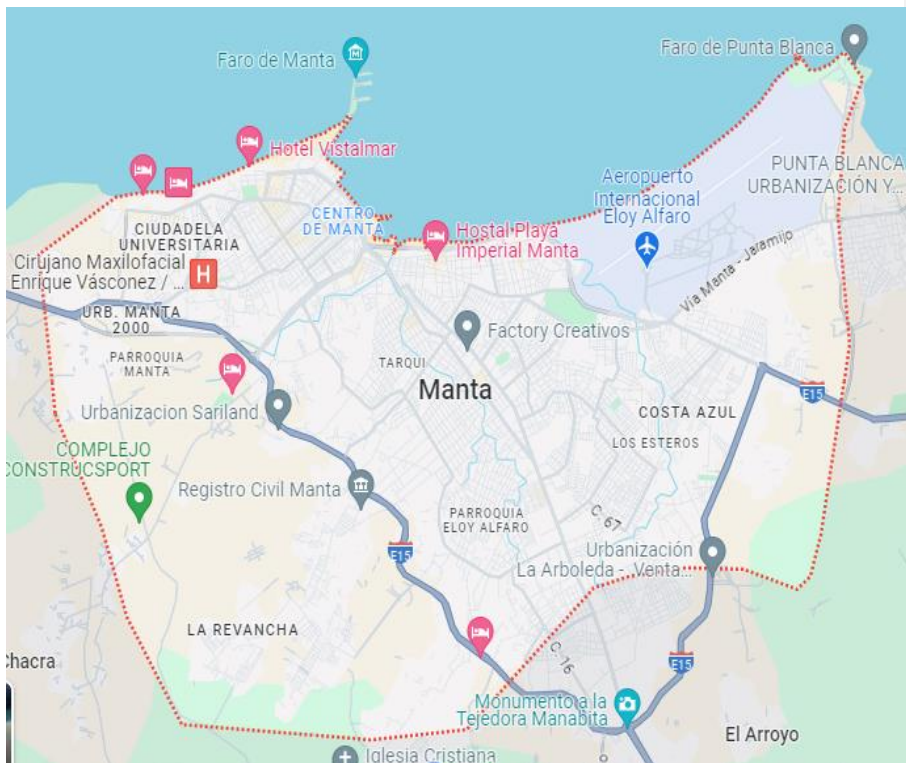 Faro de Manta
Faro de Punta Blanca
Hotel Vistalmar
PUNTA BLANCA
URBANIZACIÓN Y...
Aeropuerto
Internacional
Eloy Alfaro
CENTRO
DE MANTA
CIUDADELA
UNIVERSITARIA
Hostal Playa
Imperial Manta
Cirujano Maxilofacial
Enrique Vásconez / ...
H
Vía Manta - Jaramijo
URB. MANTA
2000
Factory Creativos
PARROQUIA
MANTA
TARQUI
Manta
E15
Urbanizacion Sariland
COSTA AZUL
LOS ESTEROS
COMPLEJO
CONSTRUCSPORT
Registro Civil Manta
PARROQUIA
ELOY ALFARO
C. 67
E15
Urbanización
La Arboleda - Venta...
LA REVANCHA
C. 16
E15
Chacra
Monumento a la
Tejedora Manabita
El Arroyo
Iglesia Cristiana